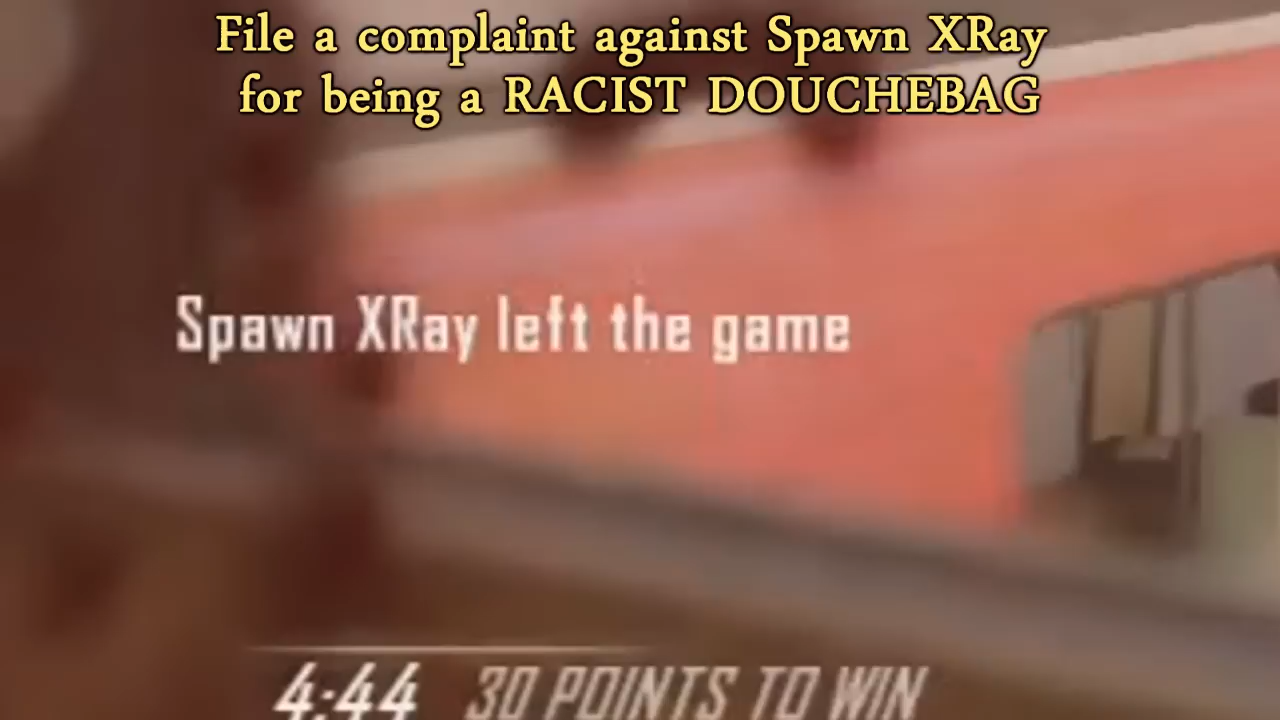 File a complaint against Spawn XRay
for being a RACIST DOUCHEBAG
Spawn XRay left the game
4:44 30 POINTS TO WIN